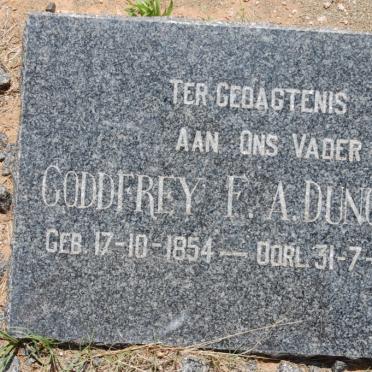 TER GEDAGTENIS
AAN ONS VADER
GODDFREY F. A. DUN
GEB. 17-10-1854 — OORL. 31-7-